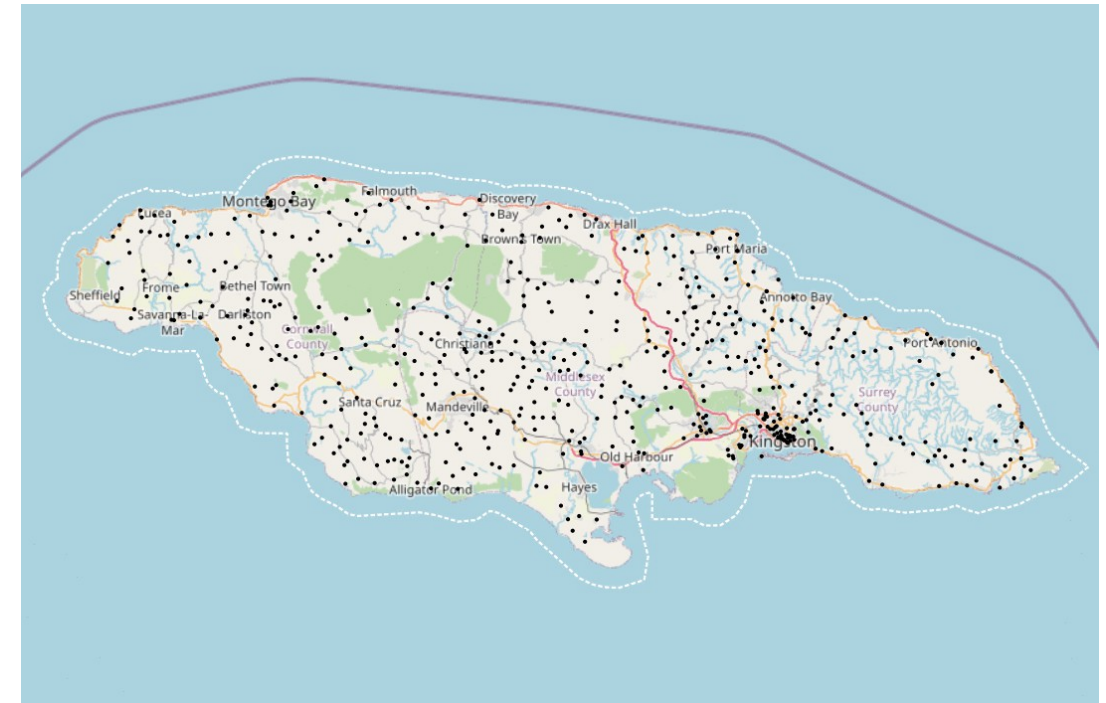 Falmouth
Montego Bay
Discovery
Bay
Lucea
Drax Hall
Brown's Town
Port Maria
Frome
Bethel Town
Sheffield
Annotto Bay
Savanna-La-
Mar
Darliston
Cornwall
County
Christiana
Port Antonio
Middlesex
County
Surrey
County
Santa Cruz
Mandeville
Kingston
Old Harbour
Alligator Pond
Hayes